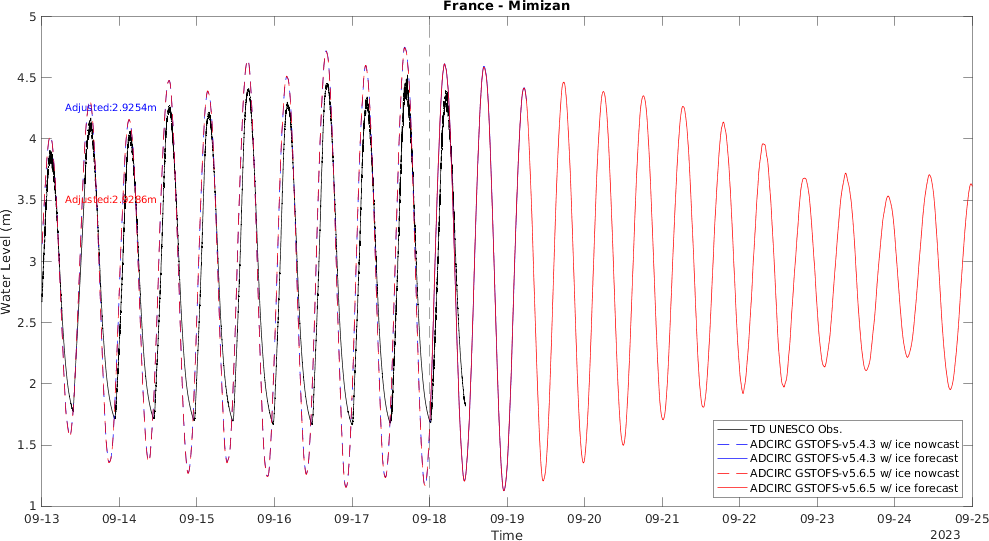 France - Mimizan
Water Level (m)
5
4.5
4
3.5
3
2.5
2
1.5
1
Adjusted:2.9254m
Adjusted:2.9286m
TD UNESCO Obs.
ADCIRC GSTOFS-v5.4.3 w/ ice nowcast
ADCIRC GSTOFS-v5.4.3 w/ ice forecast
ADCIRC GSTOFS-v5.6.5 w/ ice nowcast
ADCIRC GSTOFS-v5.6.5 w/ ice forecast
09-13 09-14 09-15 09-16 09-17 09-18 09-19 09-20 09-21 09-22 09-23 09-24 09-25
Time
2023